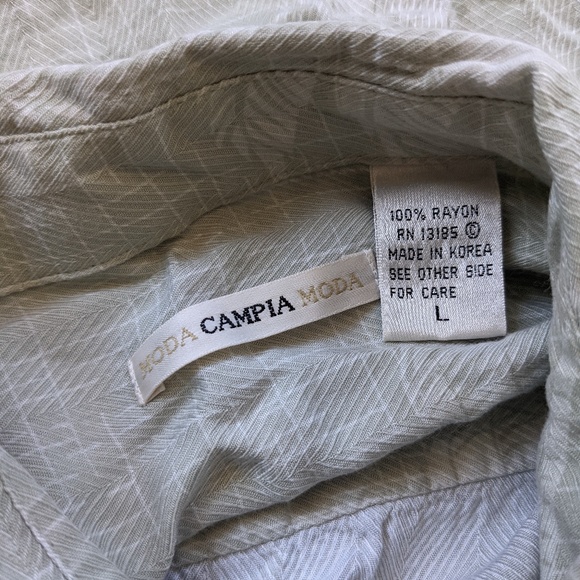 MODA CAMPIA MODA
100% RAYON
RN 13185 ©
MADE IN KOREA
SEE OTHER SIDE
FOR CARE
L